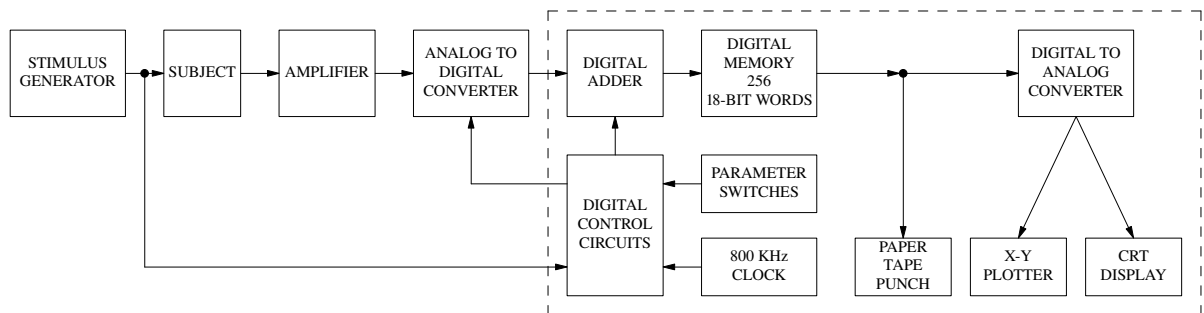 STIMULUS
GENERATOR
SUBJECT
AMPLIFIER
ANALOG TO
DIGITAL
CONVERTER
DIGITAL
ADDER
DIGITAL
MEMORY
256
18-BIT WORDS
DIGITAL TO
ANALOG
CONVERTER
DIGITAL
CONTROL
CIRCUITS
PARAMETER
SWITCHES
800 KHz
CLOCK
PAPER
TAPE
PUNCH
X-Y
PLOTTER
CRT
DISPLAY